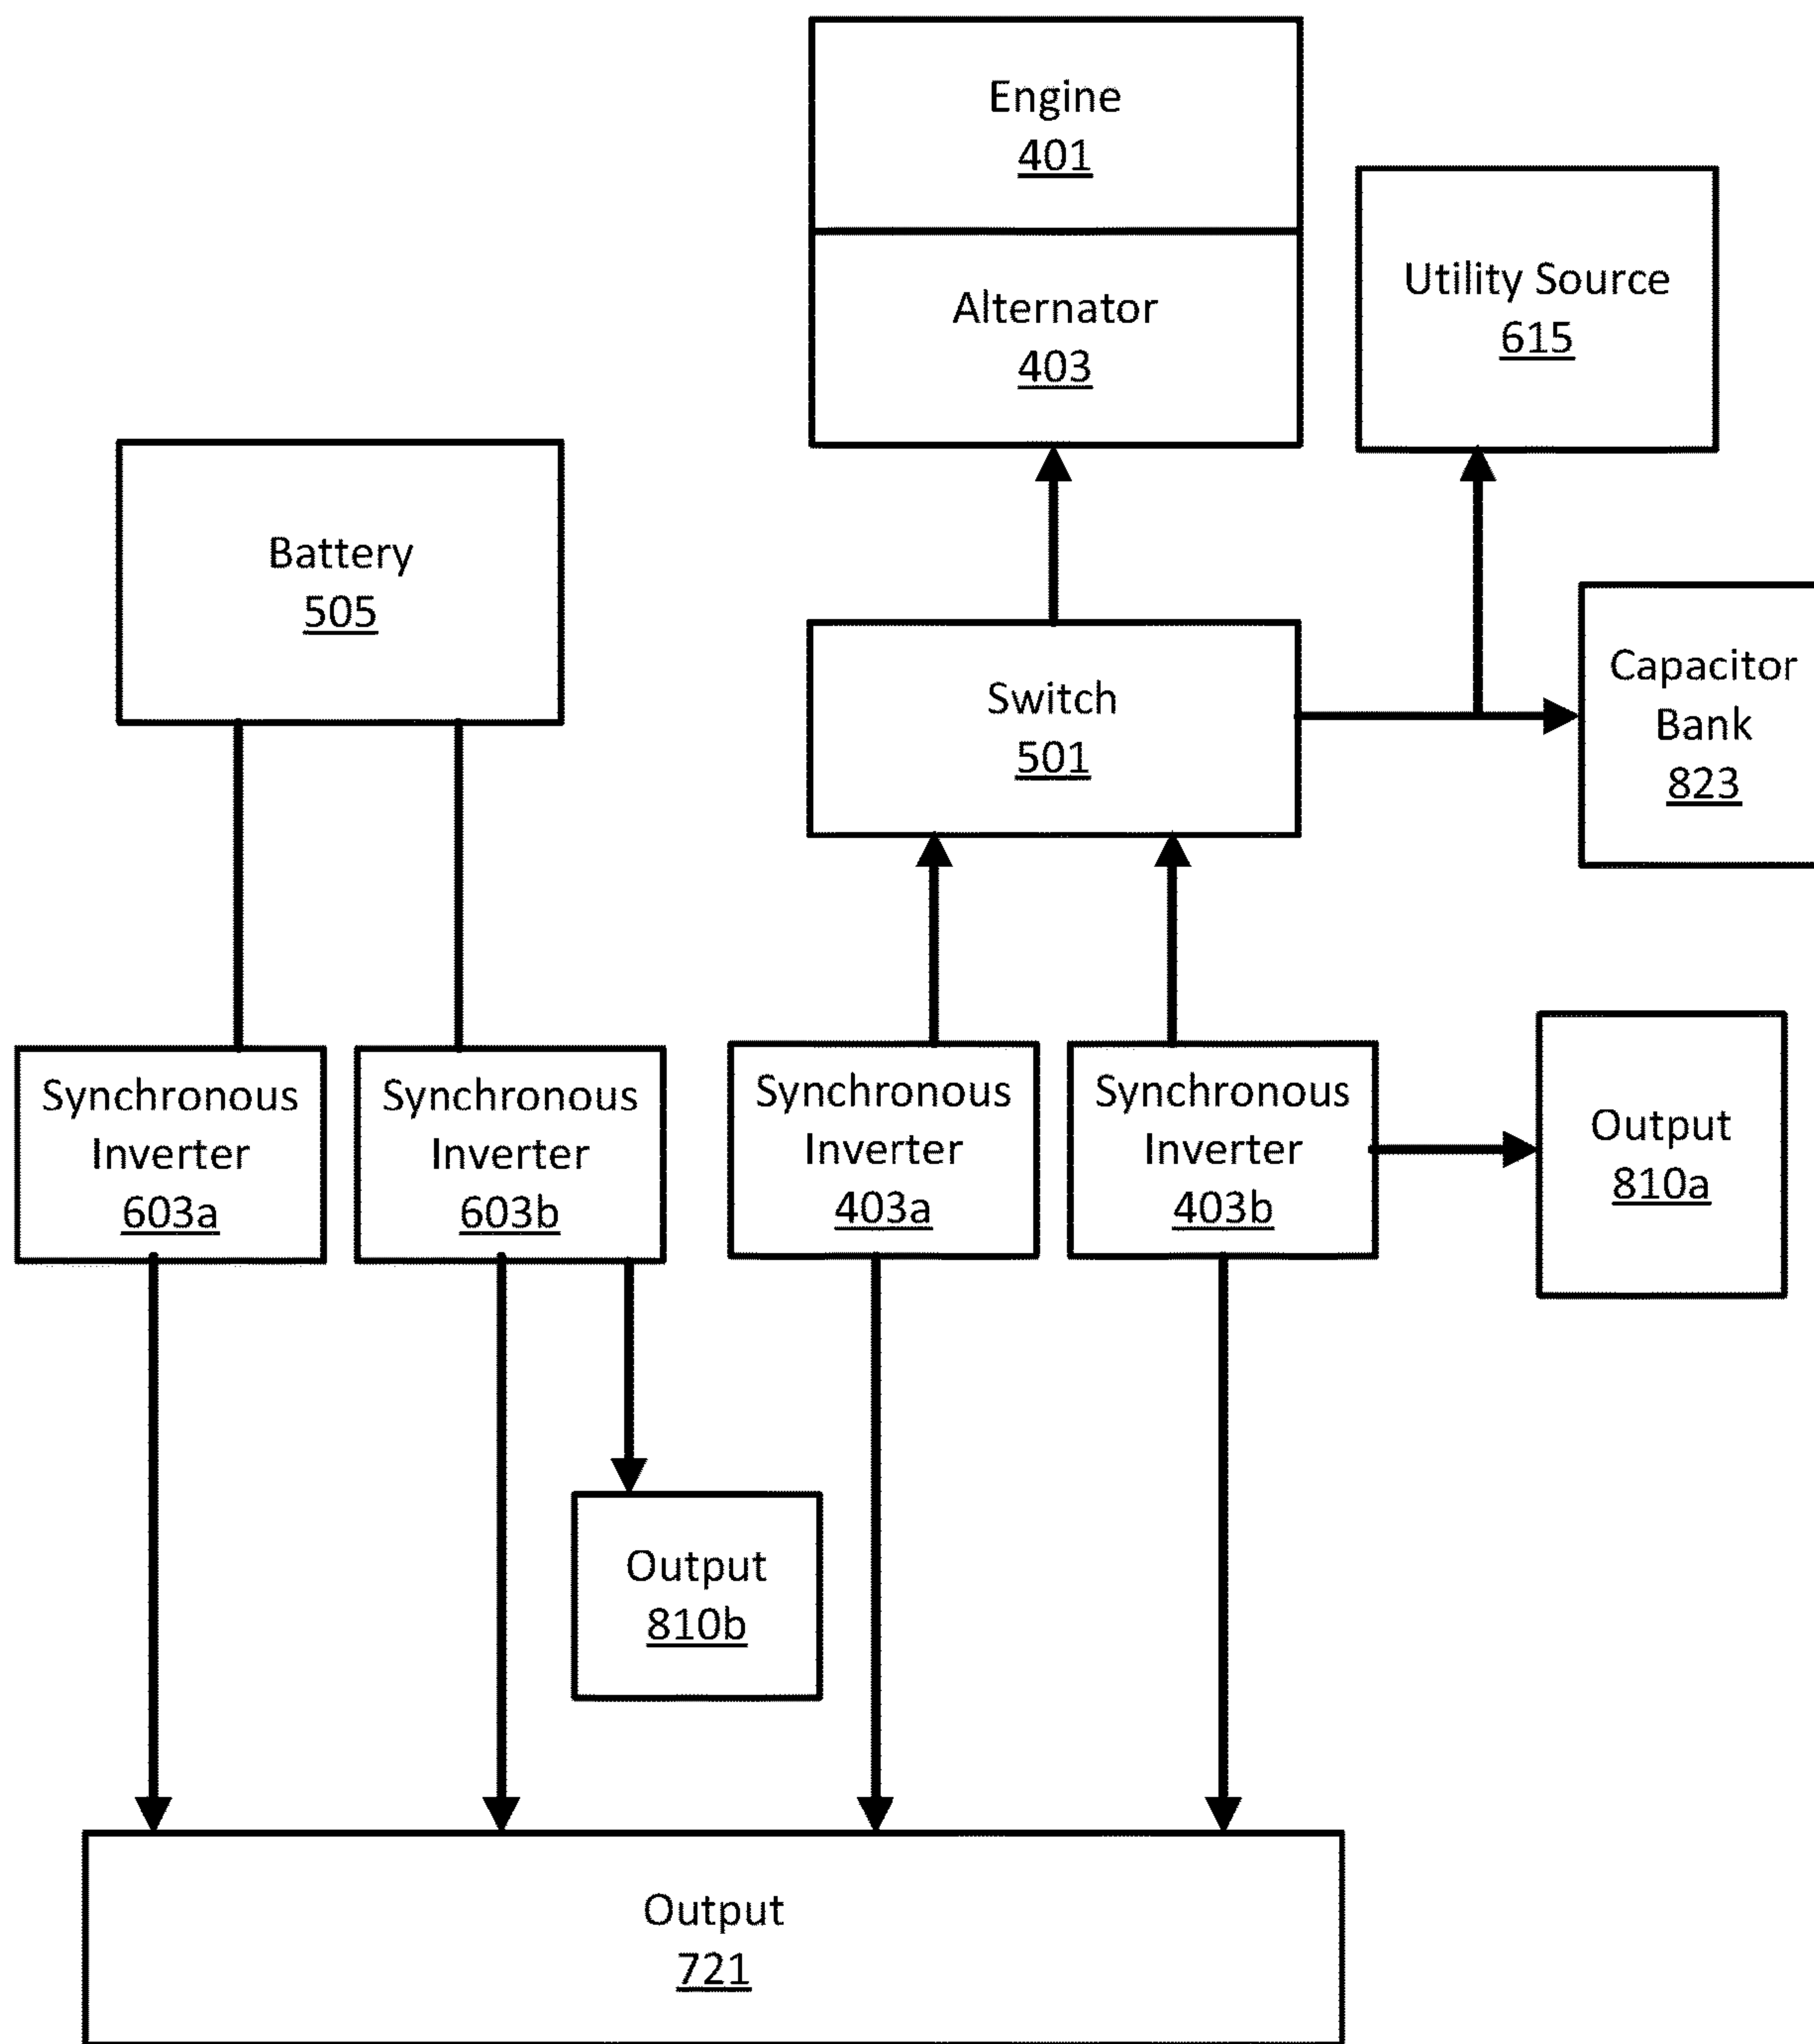 Engine
401
Alternator
403
Utility Source
615
Battery
505
Switch
501
Capacitor
Bank
823
Synchronous
Inverter
603a
Synchronous
Inverter
603b
Synchronous
Inverter
403a
Synchronous
Inverter
403b
Output
810a
Output
810b
Output
721